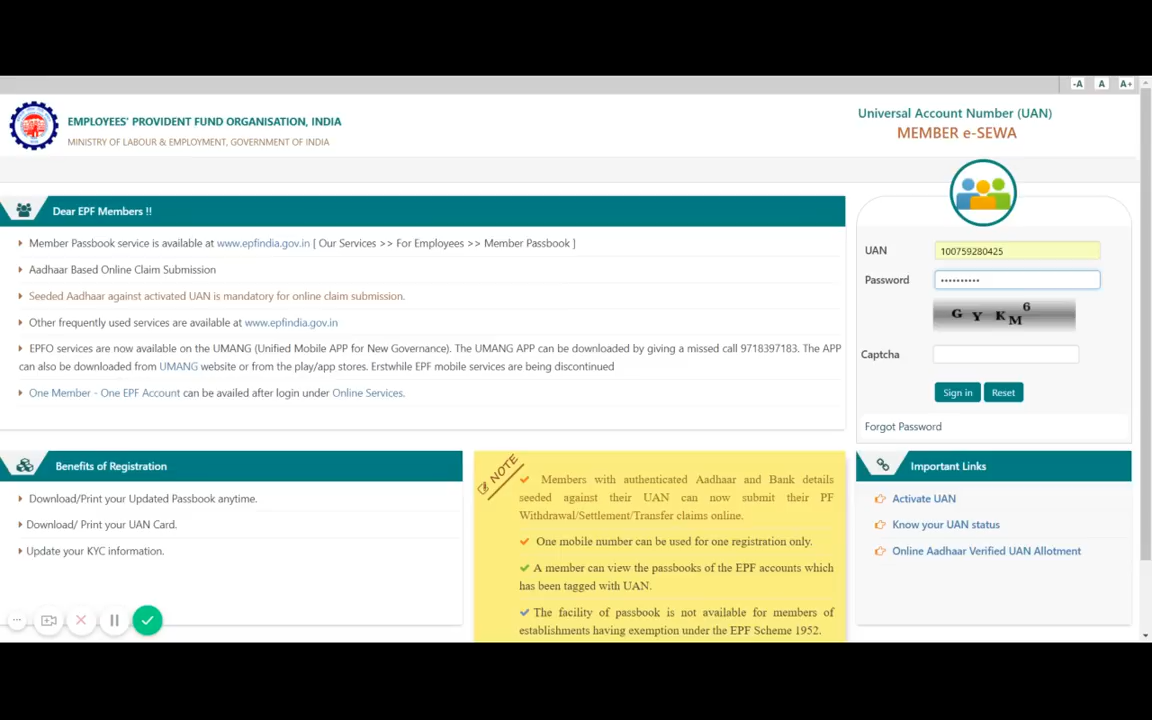 -A A A+
EMPLOYEES' PROVIDENT FUND ORGANISATION, INDIA
MINISTRY OF LABOUR & EMPLOYMENT, GOVERNMENT OF INDIA
Universal Account Number (UAN)
MEMBER e-SEWA
Dear EPF Members !!
Member Passbook service is available at www.epfindia.gov.in [ Our Services >> For Employees >> Member Passbook ]
Aadhaar Based Online Claim Submission
Seeded Aadhaar against activated UAN is mandatory for online claim submission.
Other frequently used services are available at www.epfindia.gov.in
EPFO services are now available on the UMANG (Unified Mobile APP for New Governance). The UMANG APP can be downloaded by giving a missed call 9718397183. The APP
can also be downloaded from UMANG website or from the play/app stores. Erstwhile EPF mobile services are being discontinued
One Member - One EPF Account can be availed after login under Online Services.
UAN 100759280425
Password ••••••••••
G Y K M 6
Captcha
Sign in Reset
Forgot Password
Benefits of Registration
Download/Print your Updated Passbook anytime.
Download/ Print your UAN Card.
Update your KYC information.
NOTE
Members with authenticated Aadhaar and Bank details
seeded against their UAN can now submit their PF
Withdrawal/Settlement/Transfer claims online.
One mobile number can be used for one registration only.
A member can view the passbooks of the EPF accounts which
has been tagged with UAN.
The facility of passbook is not available for members of
establishments having exemption under the EPF Scheme 1952.
Important Links
Activate UAN
Know your UAN status
Online Aadhaar Verified UAN Allotment